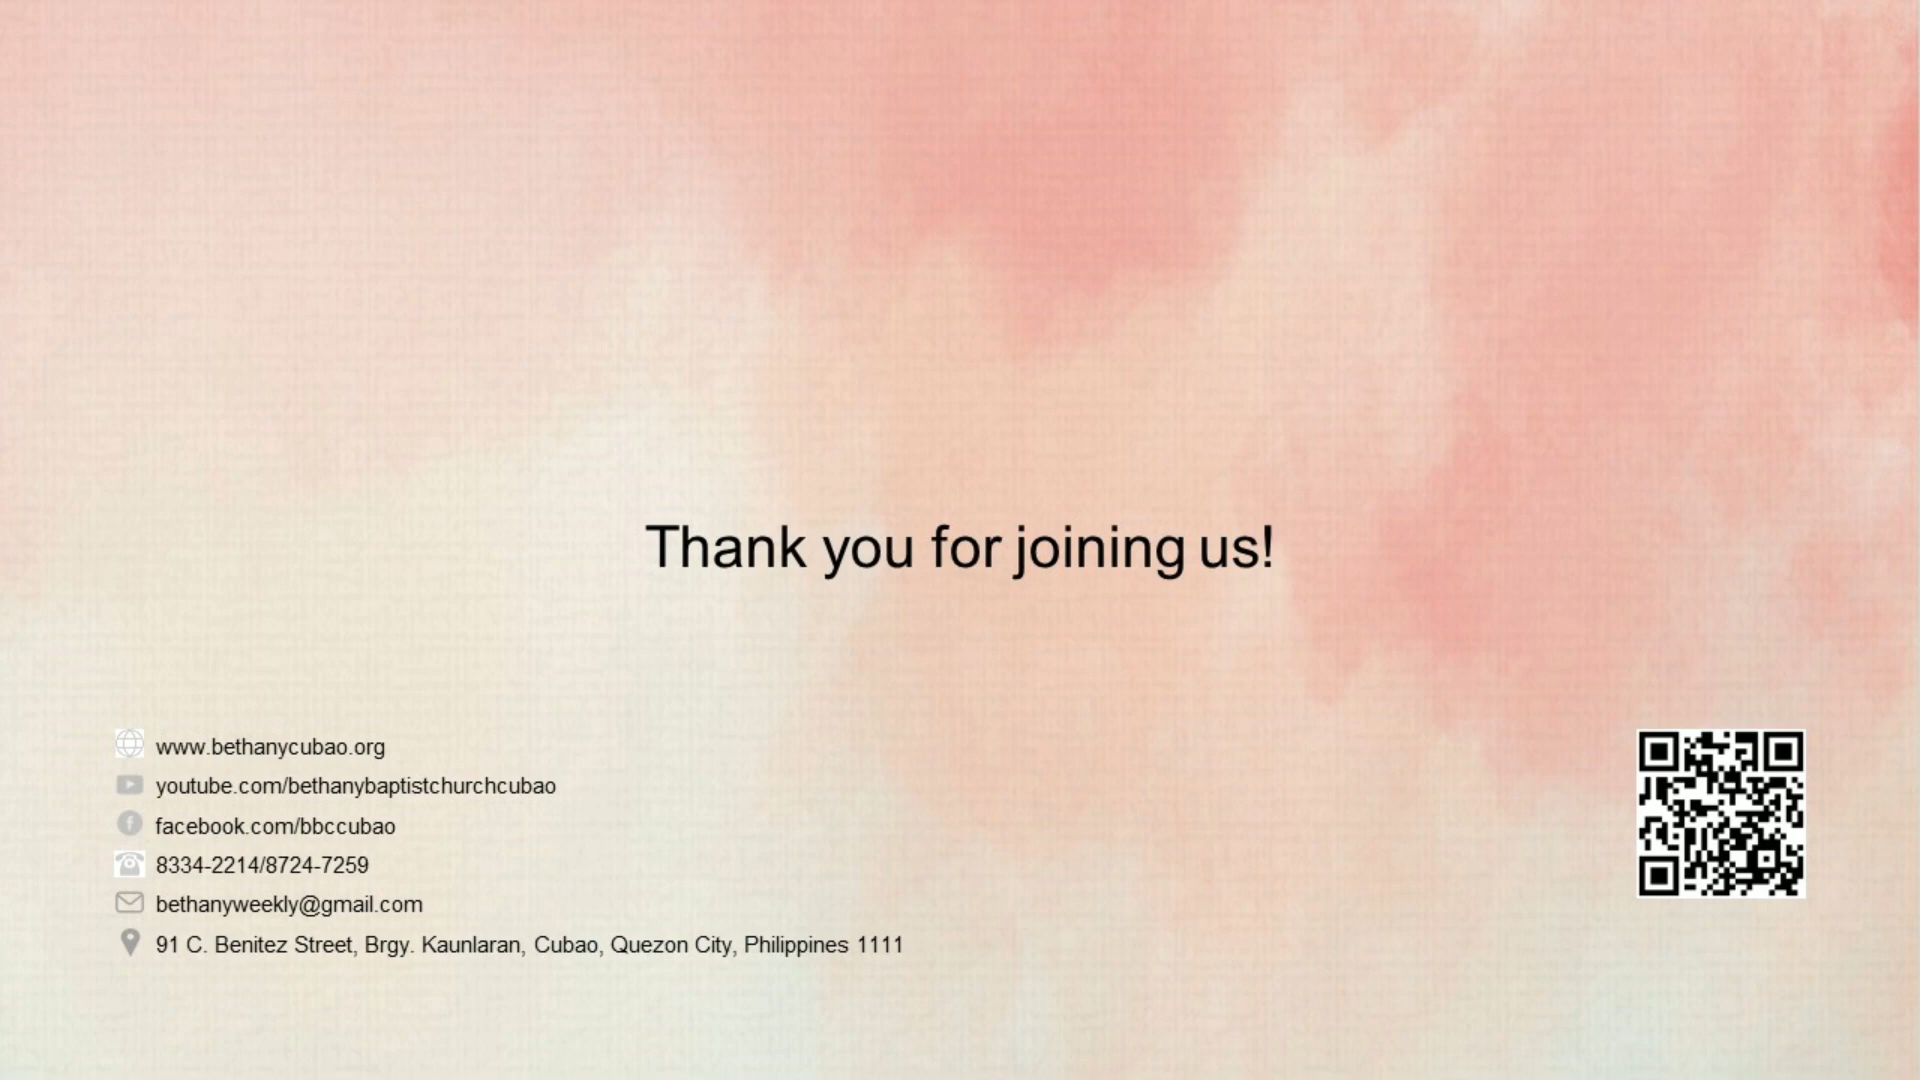 Thank you for joining us!
www.bethanycubao.org
youtube.com/bethanybaptistchurchcubao
facebook.com/bbccubao
8334-2214/8724-7259
bethanyweekly@gmail.com
91 C. Benitez Street, Brgy. Kaunlaran, Cubao, Quezon City, Philippines 1111